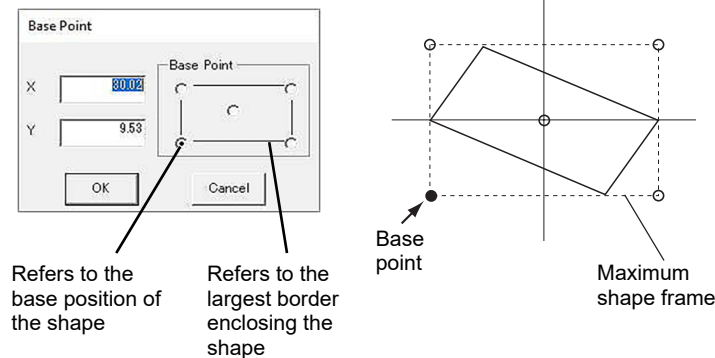 Base Point
Base Point
X
30.02
Y
9.53
OK
Cancel
Refers to the
base position of
the shape
Refers to the
largest border
enclosing the
shape
Base
point
Maximum
shape frame